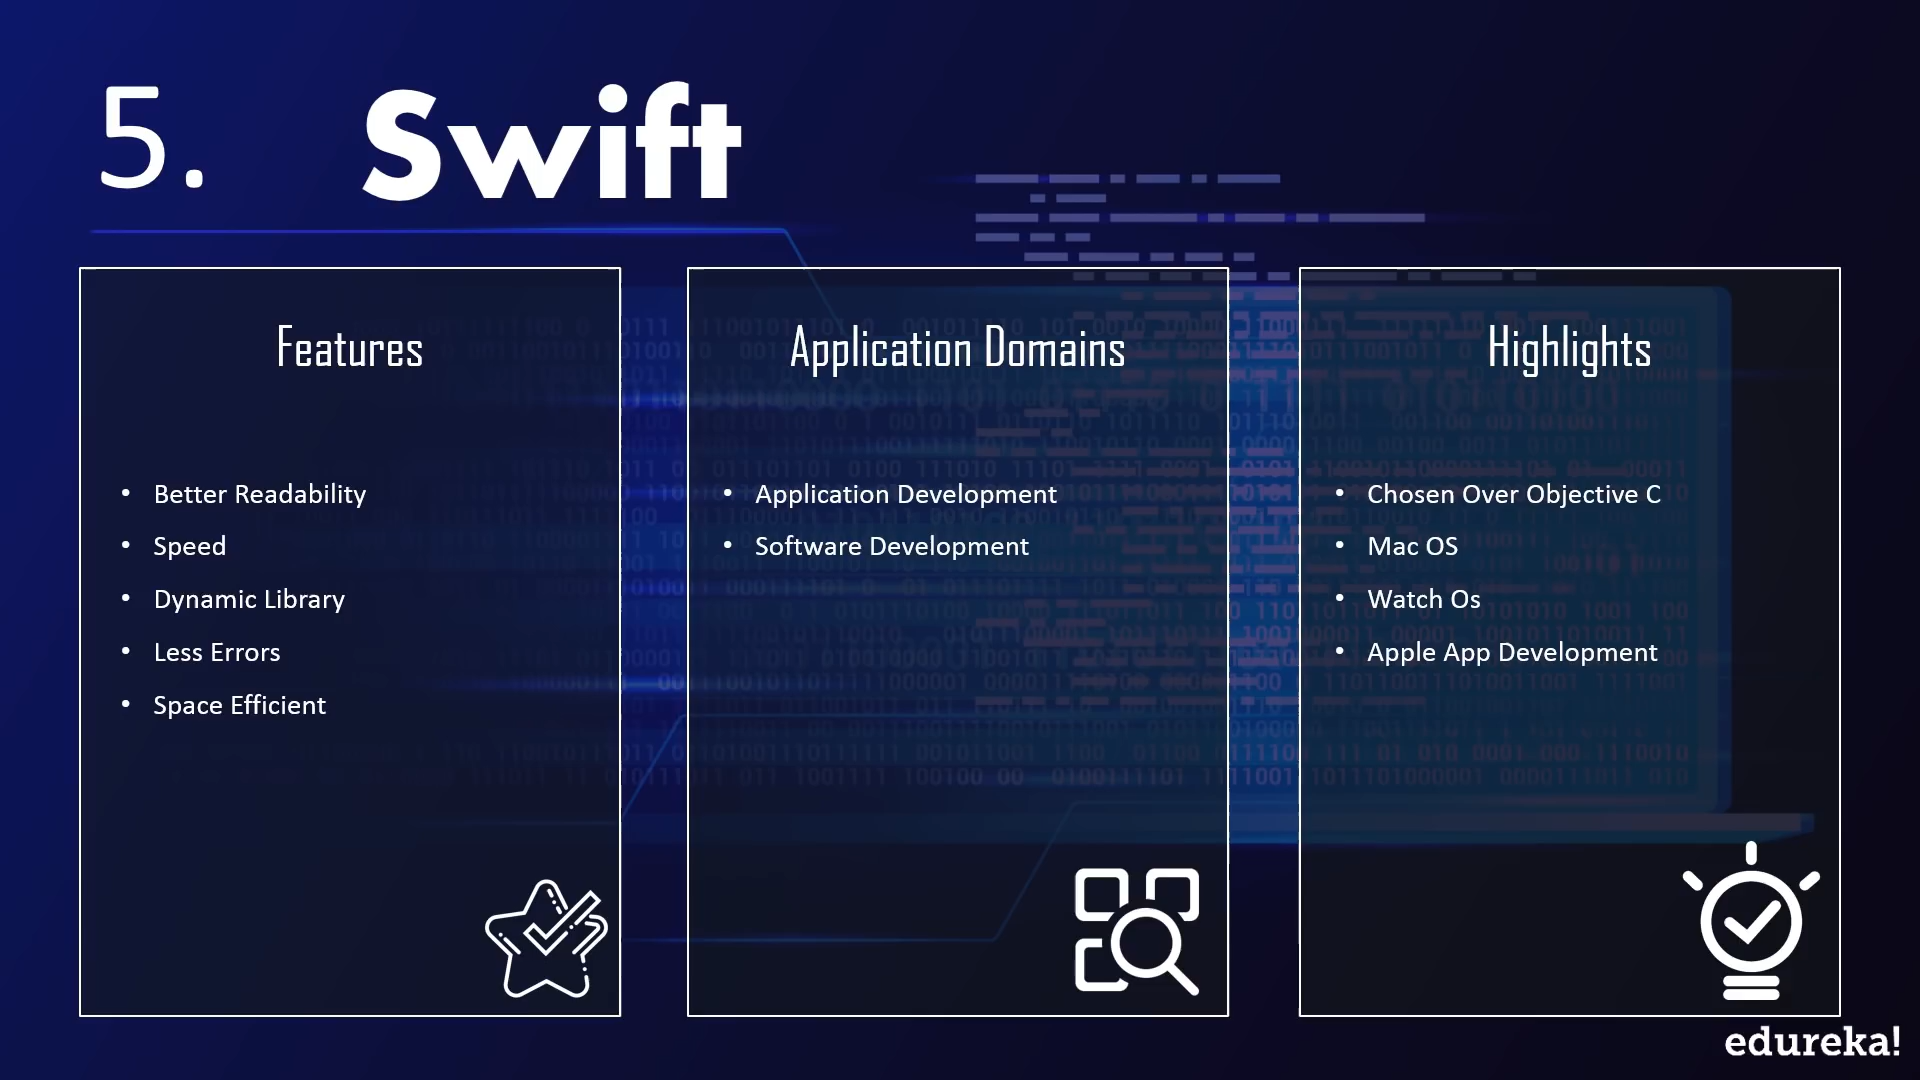 5. Swift
Features
Better Readability
Speed
Dynamic Library
Less Errors
Space Efficient
Application Domains
Application Development
Software Development
Highlights
Chosen Over Objective C
Mac OS
Watch Os
Apple App Development
edureka!